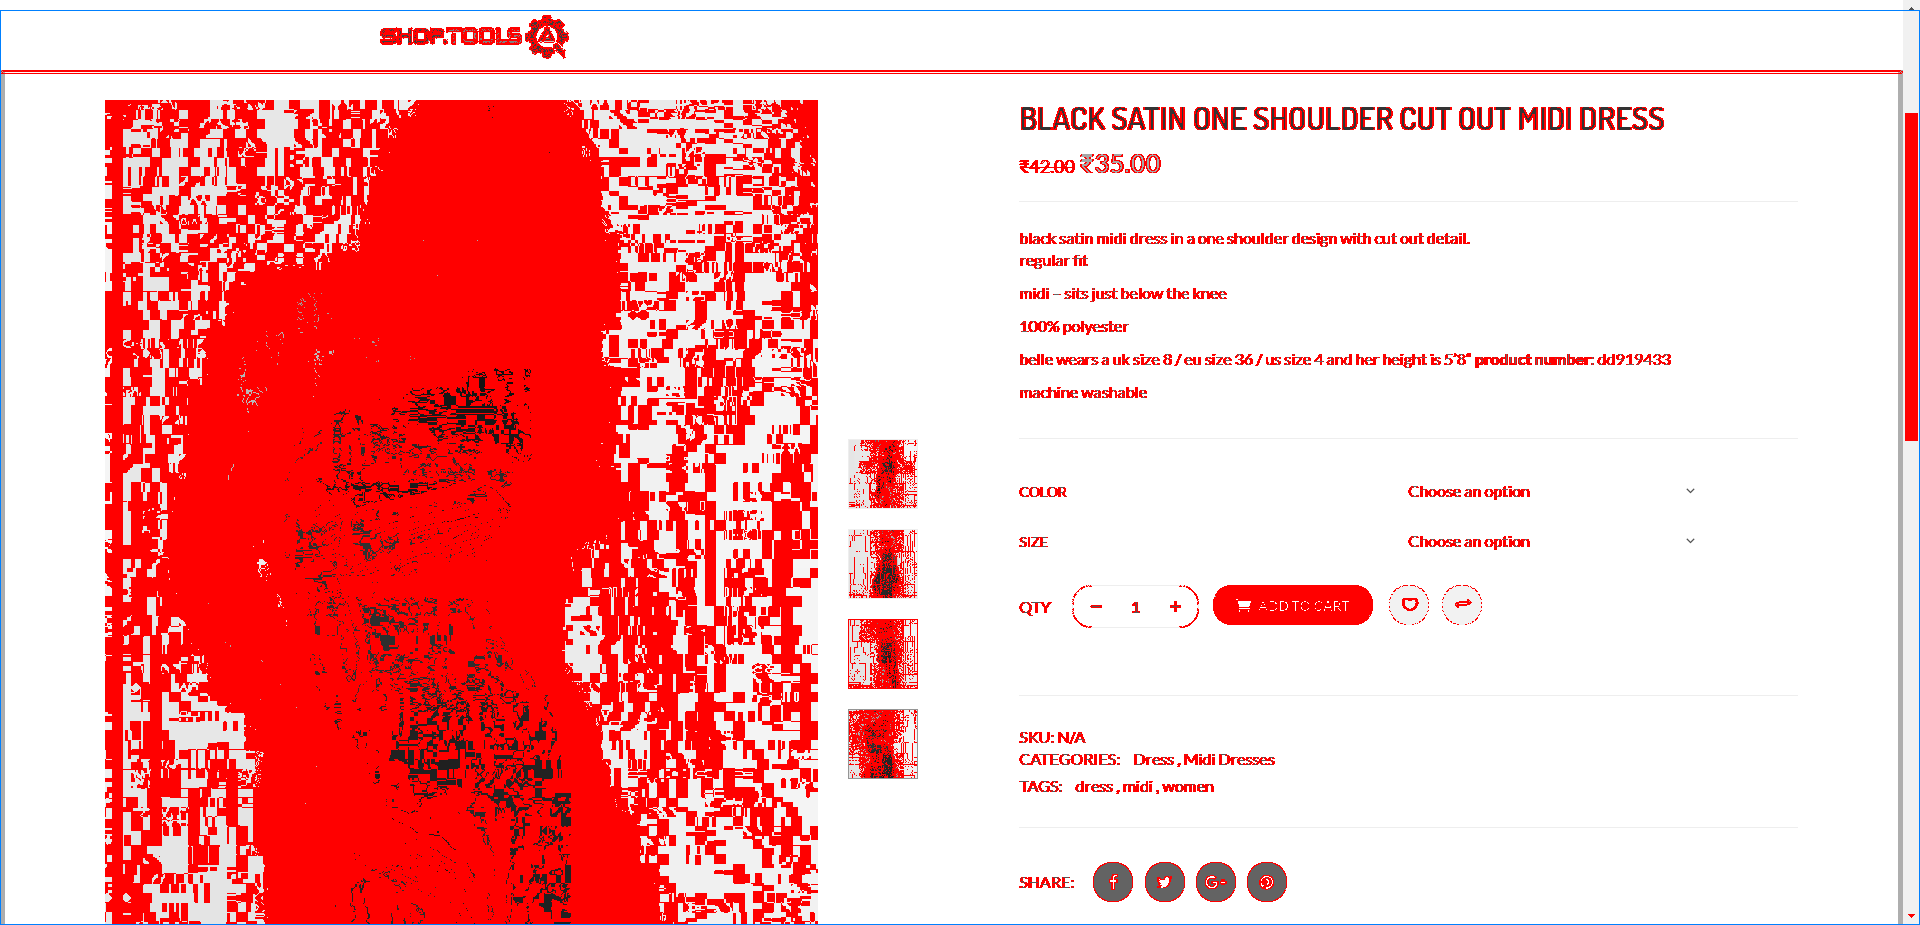 SHOP.TOOLS
BLACK SATIN ONE SHOULDER CUT OUT MIDI DRESS
₹42.00 ₹35.00
black satin midi dress in a one shoulder design with cut out detail.
regular fit
midi – sits just below the knee
100% polyester
belle wears a uk size 8 / eu size 36 / us size 4 and her height is 5'8" product number: dd919433
machine washable
COLOR Choose an option
SIZE Choose an option
QTY − 1 + ADD TO CART
SKU: N/A
CATEGORIES: Dress , Midi Dresses
TAGS: dress , midi , women
SHARE: